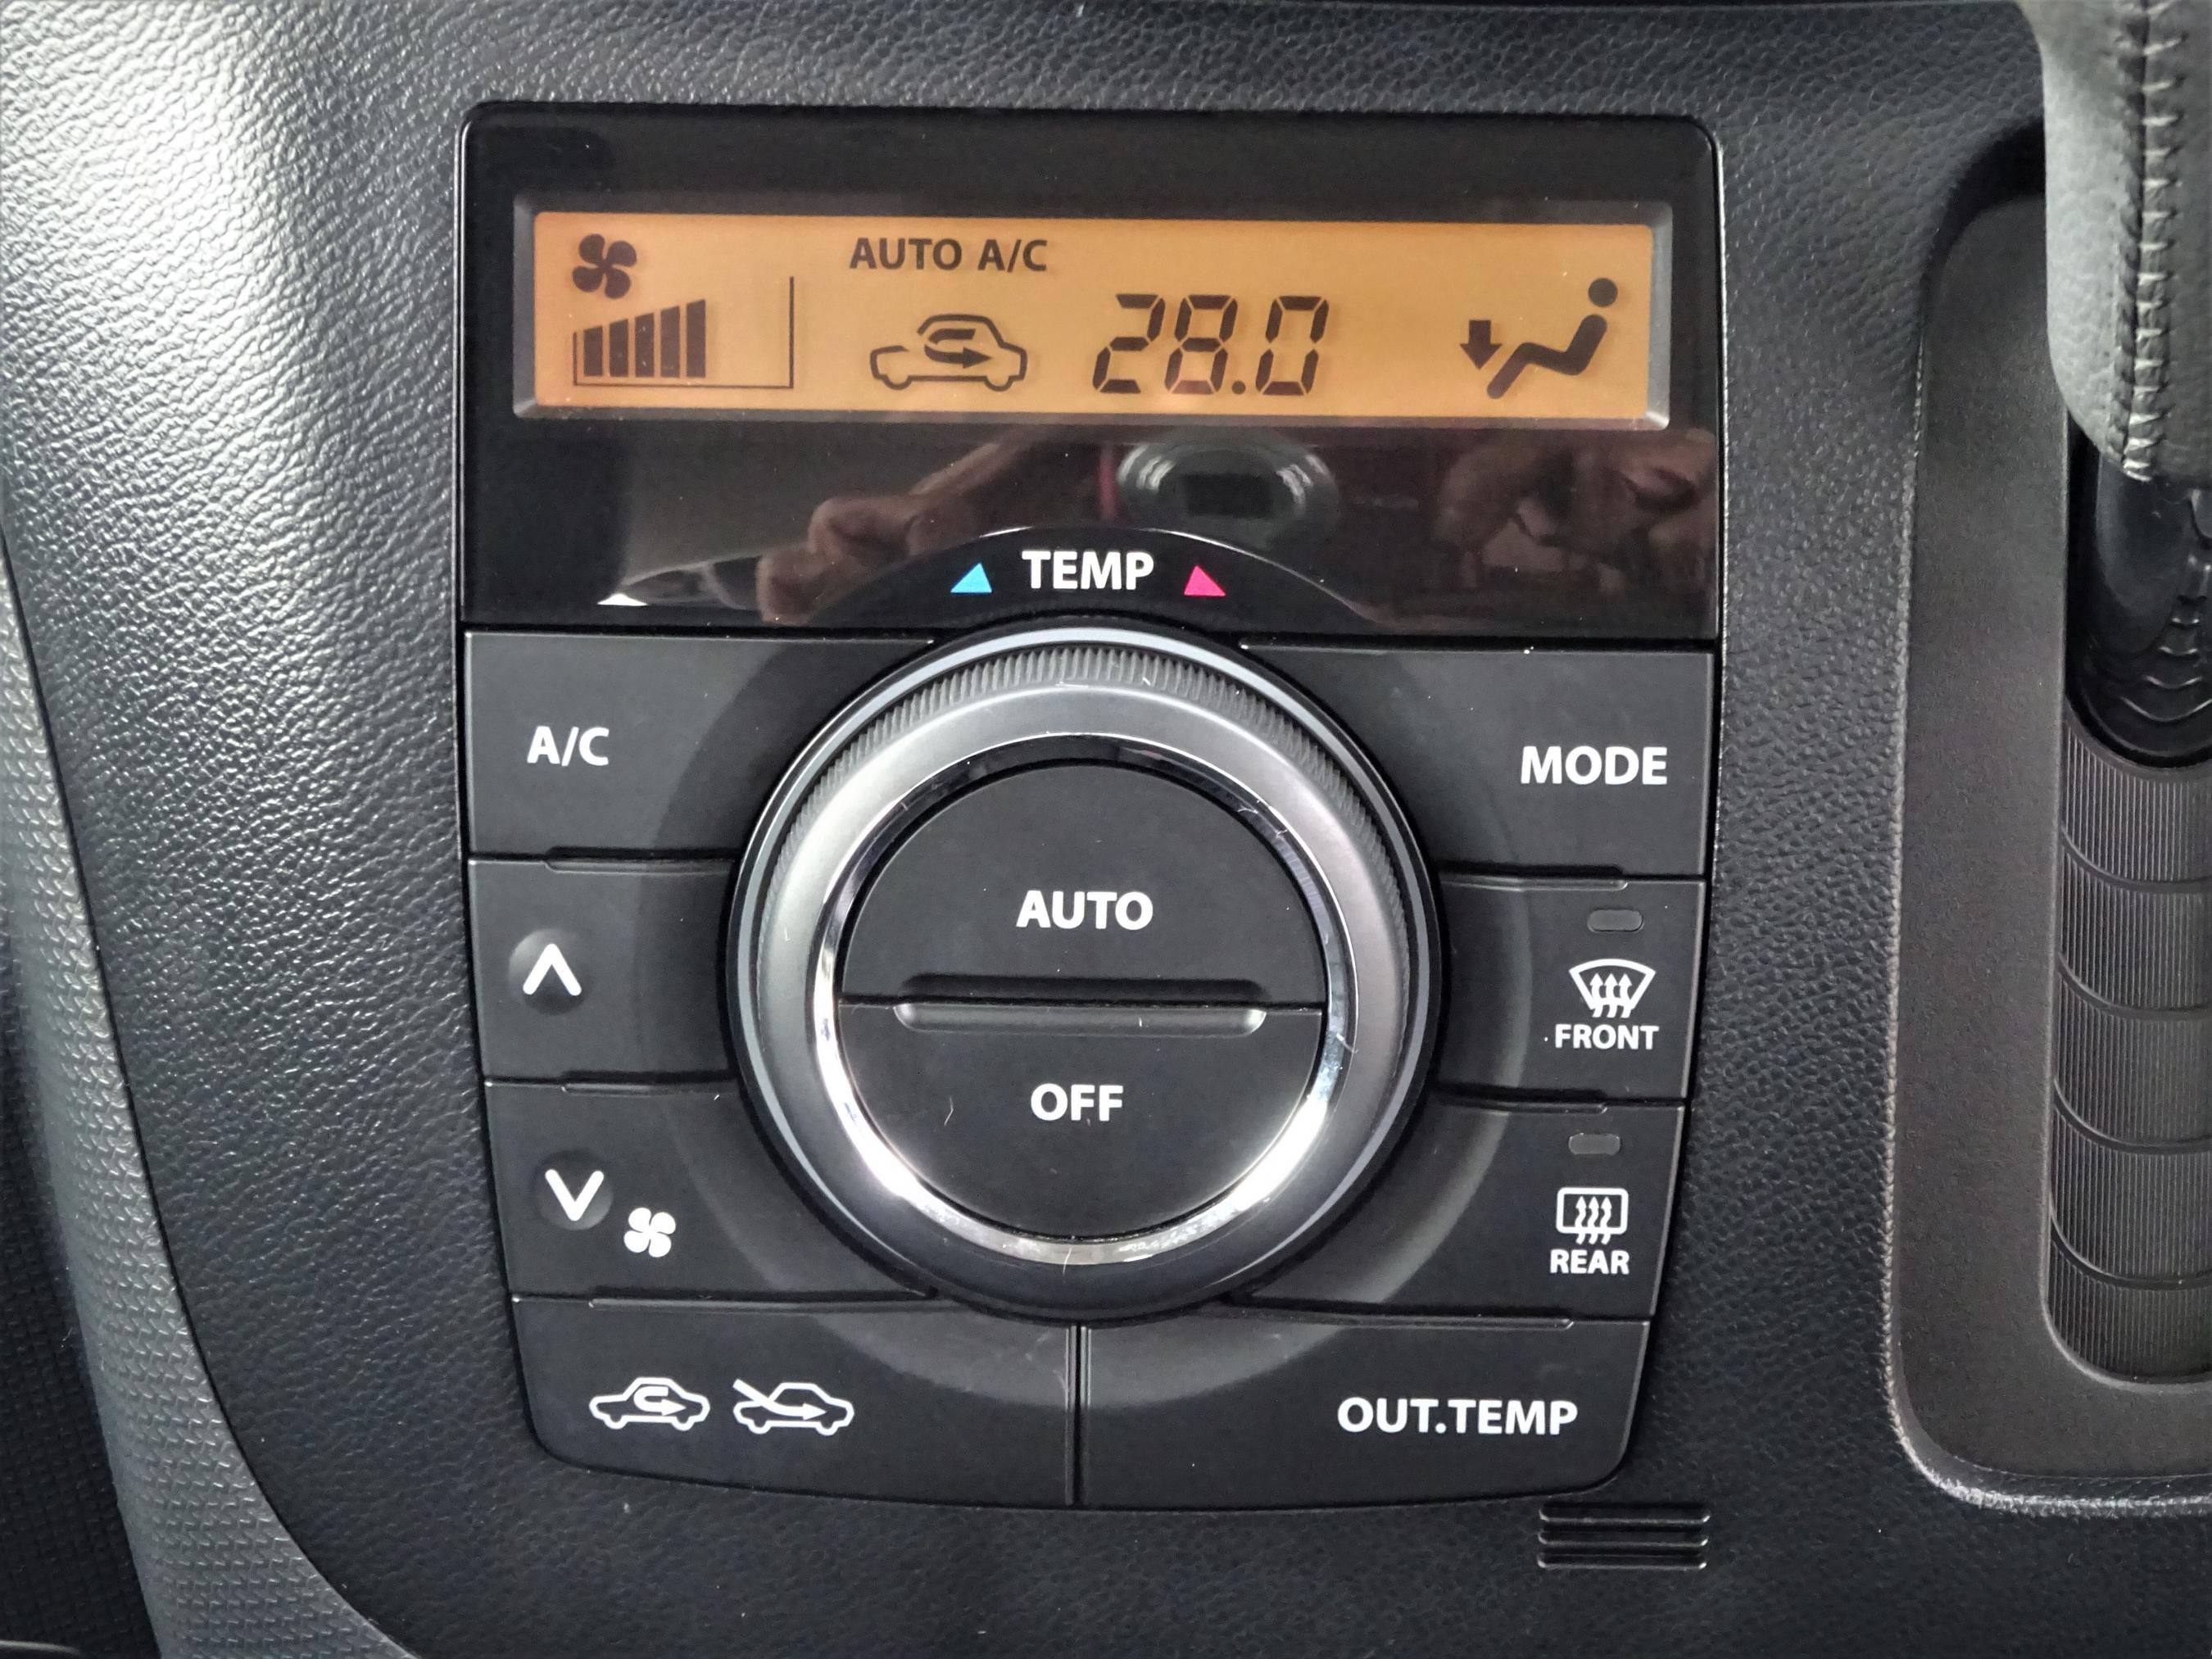 AUTO A/C
28.0
TEMP
A/C
MODE
AUTO
FRONT
OFF
REAR
OUT.TEMP